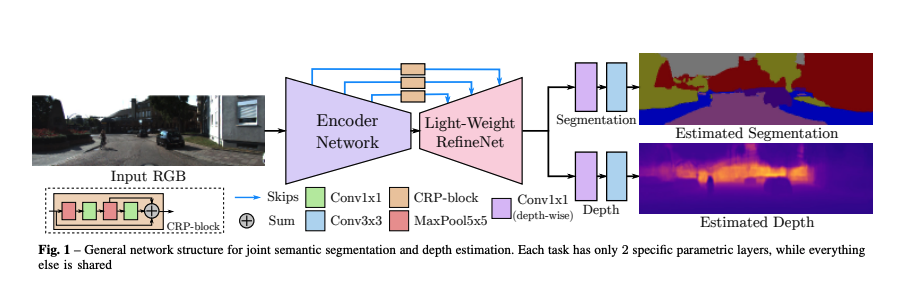 Encoder
Network
Light-Weight
RefineNet
Segmentation
Estimated Segmentation
Input RGB
Skips
Conv1x1
CRP-block
Conv1x1
(depth-wise)
Depth
Sum
Conv3x3
MaxPool5x5
CRP-block
Estimated Depth
Fig. 1 – General network structure for joint semantic segmentation and depth estimation. Each task has only 2 specific parametric layers, while everything
else is shared